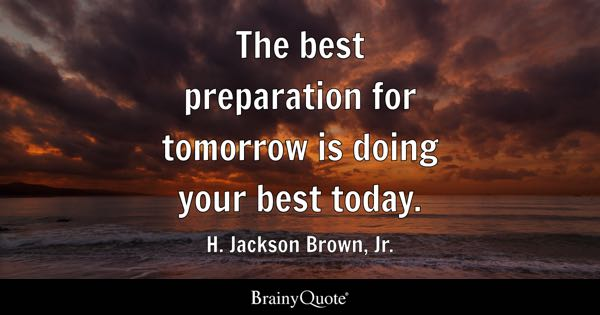 The best
preparation for
tomorrow is doing
your best today.
H. Jackson Brown, Jr.
BrainyQuote®